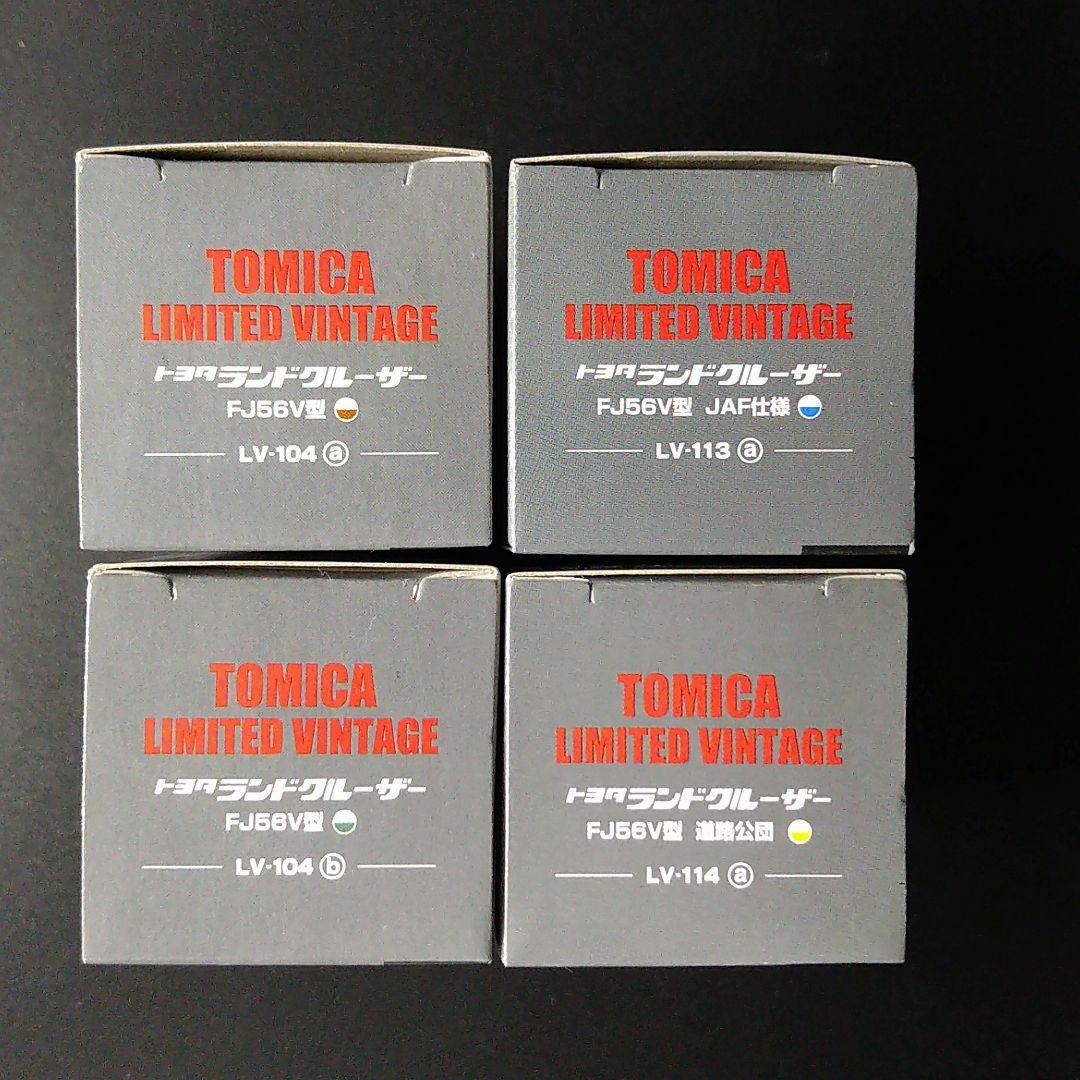 TOMICA
LIMITED VINTAGE
トヨタランドクルーザー
FJ56V型
LV-104 ⓐ
TOMICA
LIMITED VINTAGE
トヨタランドクルーザー
FJ56V型 JAF仕様
LV-113 ⓐ
TOMICA
LIMITED VINTAGE
トヨタランドクルーザー
FJ56V型
LV-104 ⓑ
TOMICA
LIMITED VINTAGE
トヨタランドクルーザー
FJ56V型 道路公団
LV-114 ⓐ